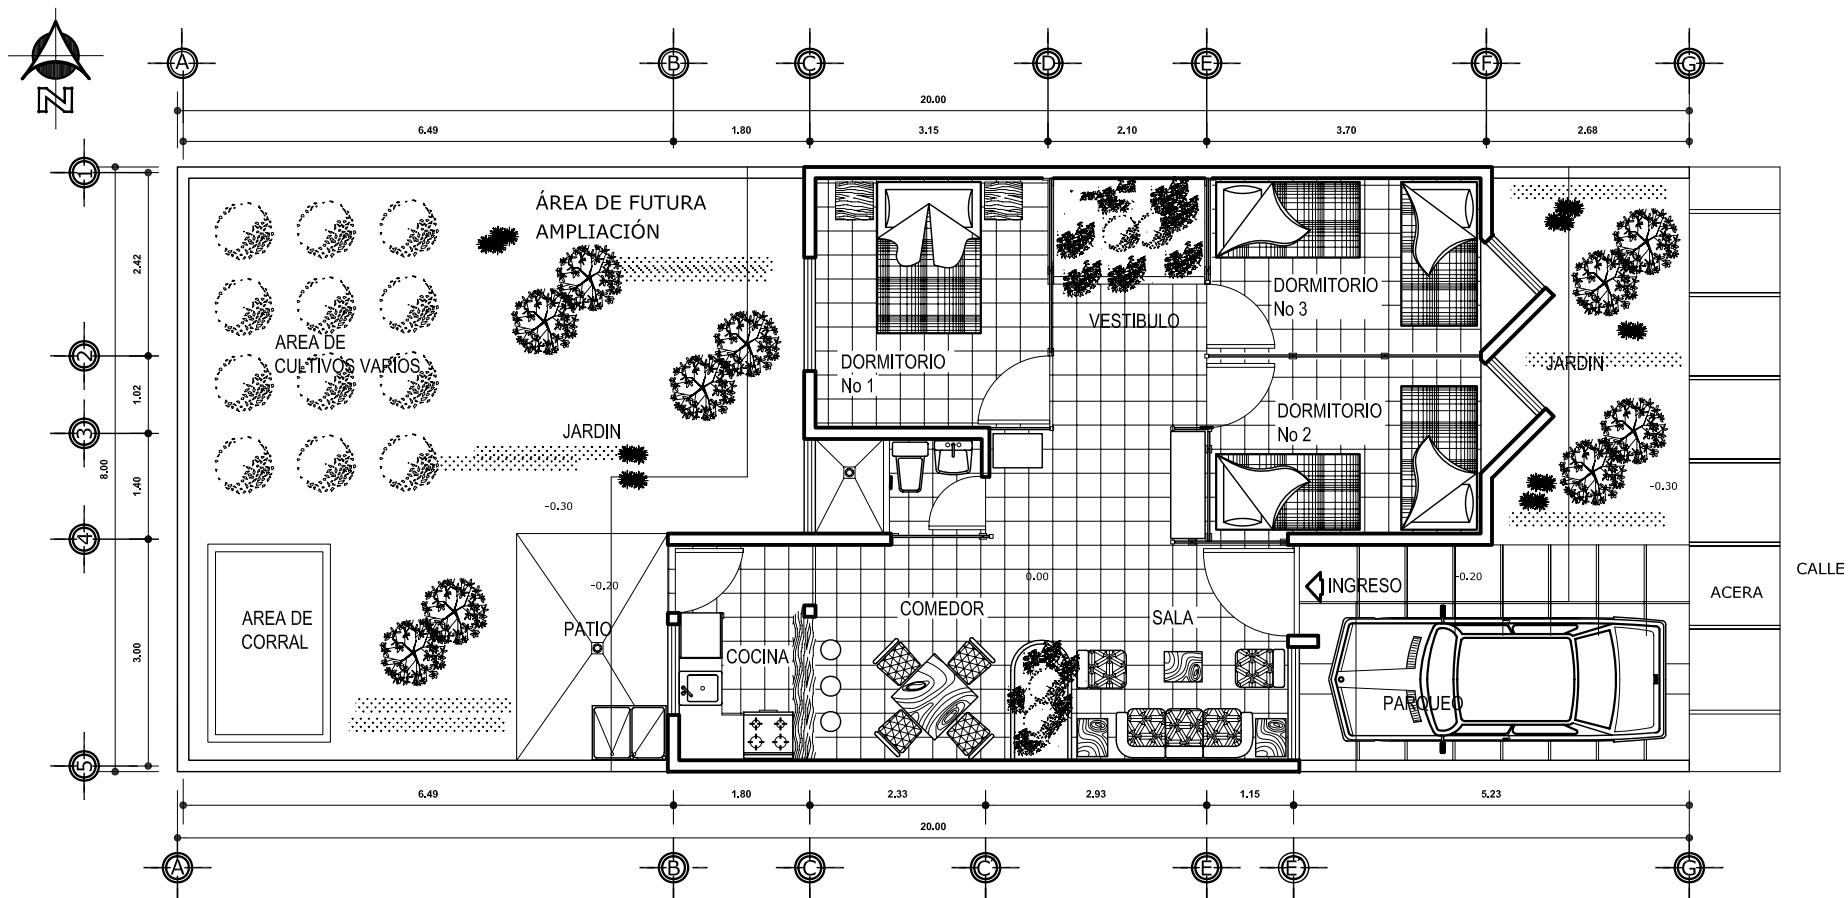 A B C D E F G
20.00
6.49 1.80 3.15 2.10 3.70 2.68
N
1
2
3
4
5
8.00
2.42
1.02
1.40
3.00
ÁREA DE FUTURA
AMPLIACIÓN
AREA DE
CULTIVOS VARIOS
JARDIN
-0.30
AREA DE
CORRAL
PATIO
-0.20
DORMITORIO
No 1
VESTIBULO
DORMITORIO
No 3
DORMITORIO
No 2
JARDIN
-0.30
COCINA
COMEDOR
0.00
SALA
INGRESO
-0.20
PARQUEO
ACERA
CALLE
6.49 1.80 2.33 2.93 1.15 5.23
20.00
A B C C' E E' G